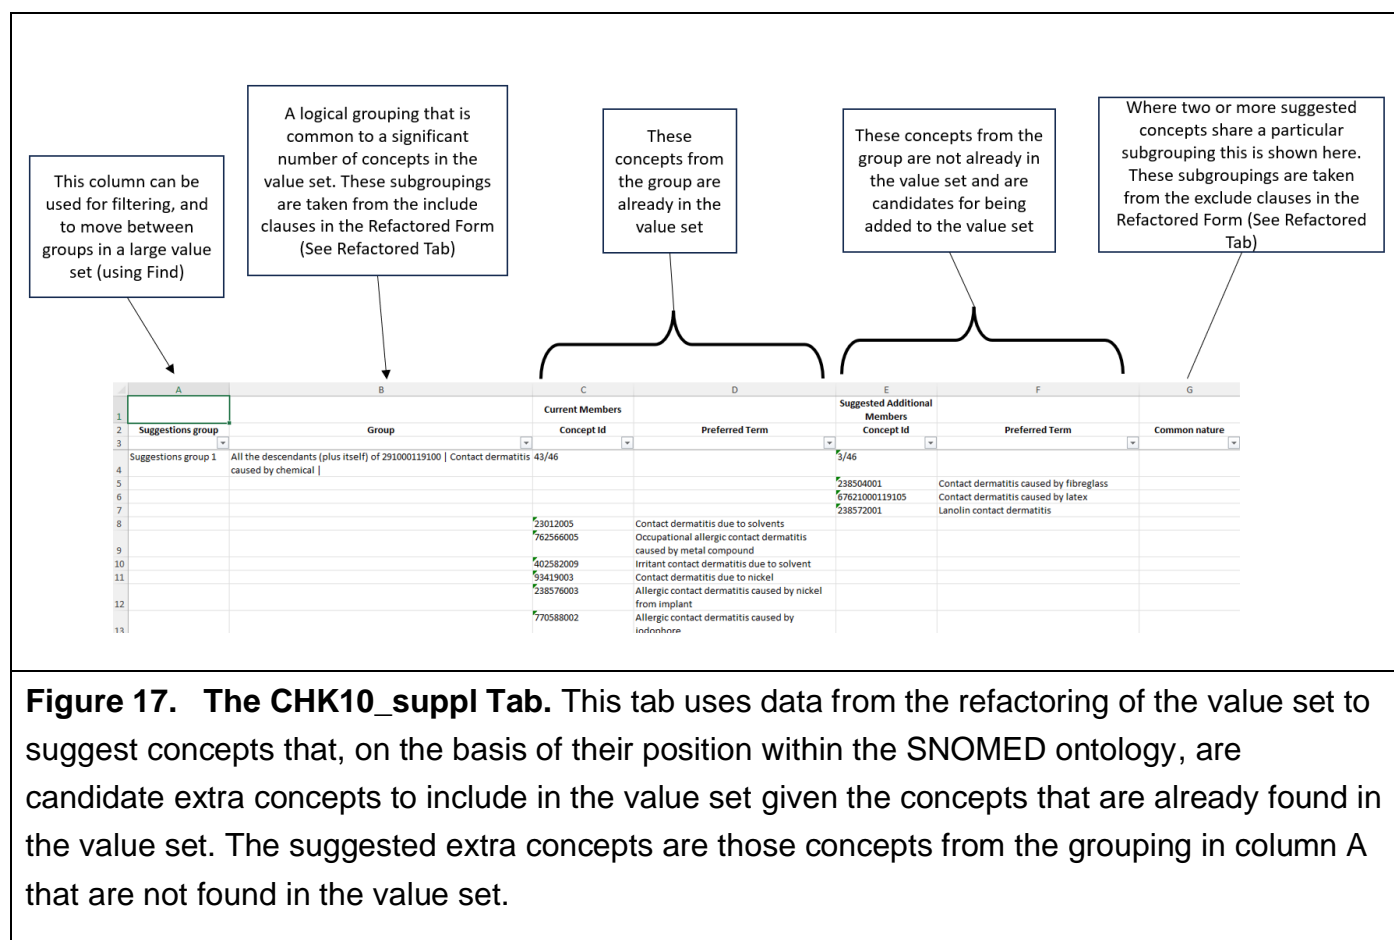 This column can be
used for filtering, and
to move between
groups in a large value
set (using Find)
A logical grouping that is
common to a significant
number of concepts in the
value set. These subgroupings
are taken from the include
clauses in the Refactored Form
(See Refactored Tab)
These
concepts from
the group are
already in the
value set
These concepts from the
group are not already in
the value set and are
candidates for being
added to the value set
Where two or more suggested
concepts share a particular
subgrouping this is shown here.
These subgroupings are taken
from the exclude clauses in the
Refactored Form (See Refactored
Tab)
A B C D E F G
1 Current Members Suggested Additional
Members
2 Suggestions group Group Concept Id Preferred Term Concept Id Preferred Term Common nature
3
4 Suggestions group 1 All the descendants (plus itself) of 291000119100 | Contact dermatitis 43/46 3/46
caused by chemical |
5 238504001 Contact dermatitis caused by fibreglass
6 67621000119105 Contact dermatitis caused by latex
7 238572001 Lanolin contact dermatitis
8 23012005 Contact dermatitis due to solvents
9 762566005 Occupational allergic contact dermatitis
caused by metal compound
10 402582009 Irritant contact dermatitis due to solvent
11 93419003 Contact dermatitis due to nickel
12 238576003 Allergic contact dermatitis caused by nickel
from implant
13 770588002 Allergic contact dermatitis caused by
iodophore
Figure 17. The CHK10_suppl Tab. This tab uses data from the refactoring of the value set to
suggest concepts that, on the basis of their position within the SNOMED ontology, are
candidate extra concepts to include in the value set given the concepts that are already found in
the value set. The suggested extra concepts are those concepts from the grouping in column A
that are not found in the value set.